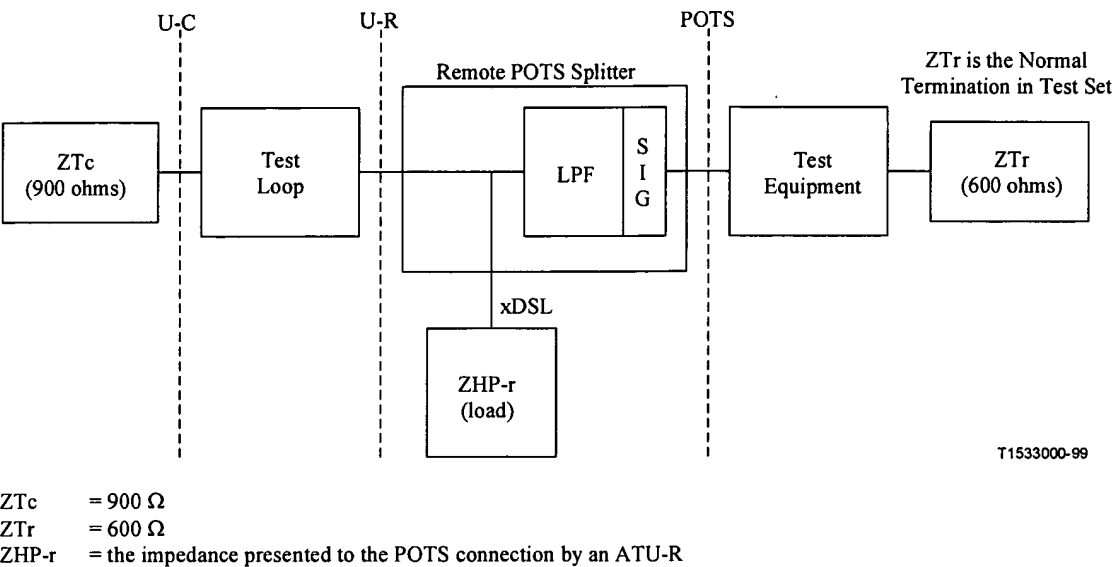 U-C
U-R
POTS
Remote POTS Splitter
ZTr is the Normal
Termination in Test Set
ZTc
(900 ohms)
Test
Loop
LPF
S
I
G
Test
Equipment
ZTr
(600 ohms)
xDSL
ZHP-r
(load)
T1533000-99
ZTc = 900 Ω
ZTr = 600 Ω
ZHP-r = the impedance presented to the POTS connection by an ATU-R